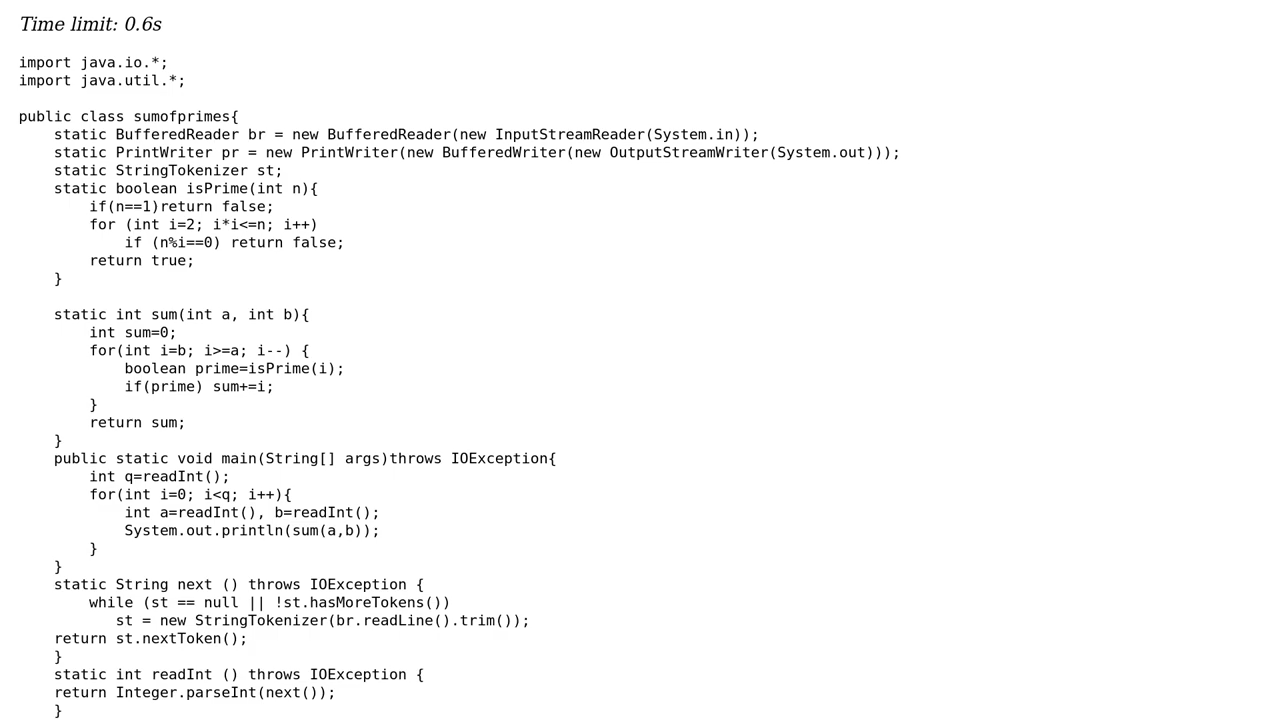 Time limit: 0.6s
import java.io.*;
import java.util.*;
public class sumofprimes{
    static BufferedReader br = new BufferedReader(new InputStreamReader(System.in));
    static PrintWriter pr = new PrintWriter(new BufferedWriter(new OutputStreamWriter(System.out)));
    static StringTokenizer st;
    static boolean isPrime(int n){
        if(n==1)return false;
        for (int i=2; i*i<=n; i++)
            if (n%i==0) return false;
        return true;
    }
    static int sum(int a, int b){
        int sum=0;
        for(int i=b; i>=a; i--) {
            boolean prime=isPrime(i);
            if(prime) sum+=i;
        }
        return sum;
    }
    public static void main(String[] args)throws IOException{
        int q=readInt();
        for(int i=0; i<q; i++){
            int a=readInt(), b=readInt();
            System.out.println(sum(a,b));
        }
    }
    static String next () throws IOException {
        while (st == null || !st.hasMoreTokens())
           st = new StringTokenizer(br.readLine().trim());
    return st.nextToken();
    }
    static int readInt () throws IOException {
    return Integer.parseInt(next());
    }